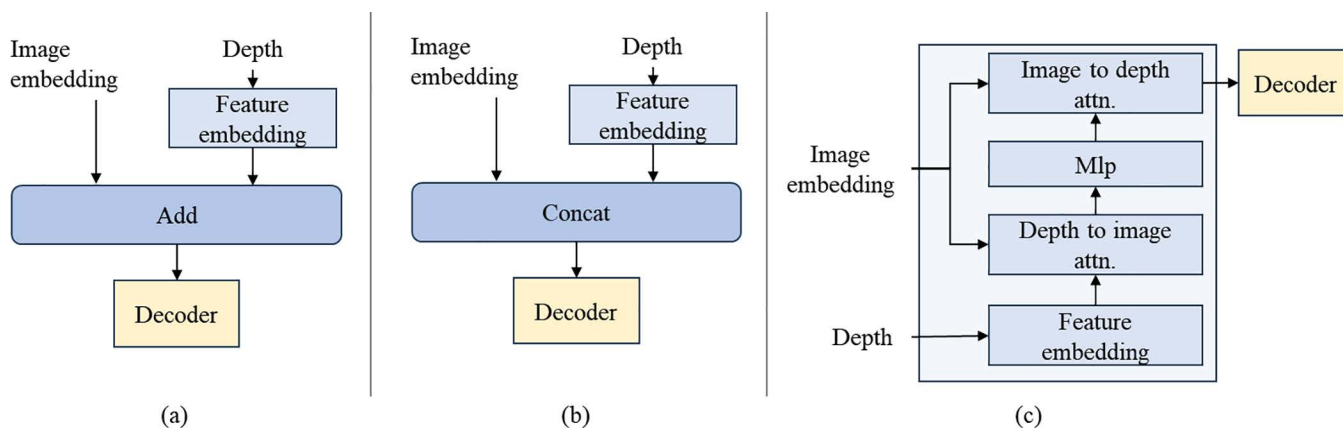 Image
embedding
Depth
Feature
embedding
Add
Decoder
(a)
Image
embedding
Depth
Feature
embedding
Concat
Decoder
(b)
Image to depth
attn.
Decoder
Image
embedding
Mlp
Depth to image
attn.
Depth
Feature
embedding
(c)